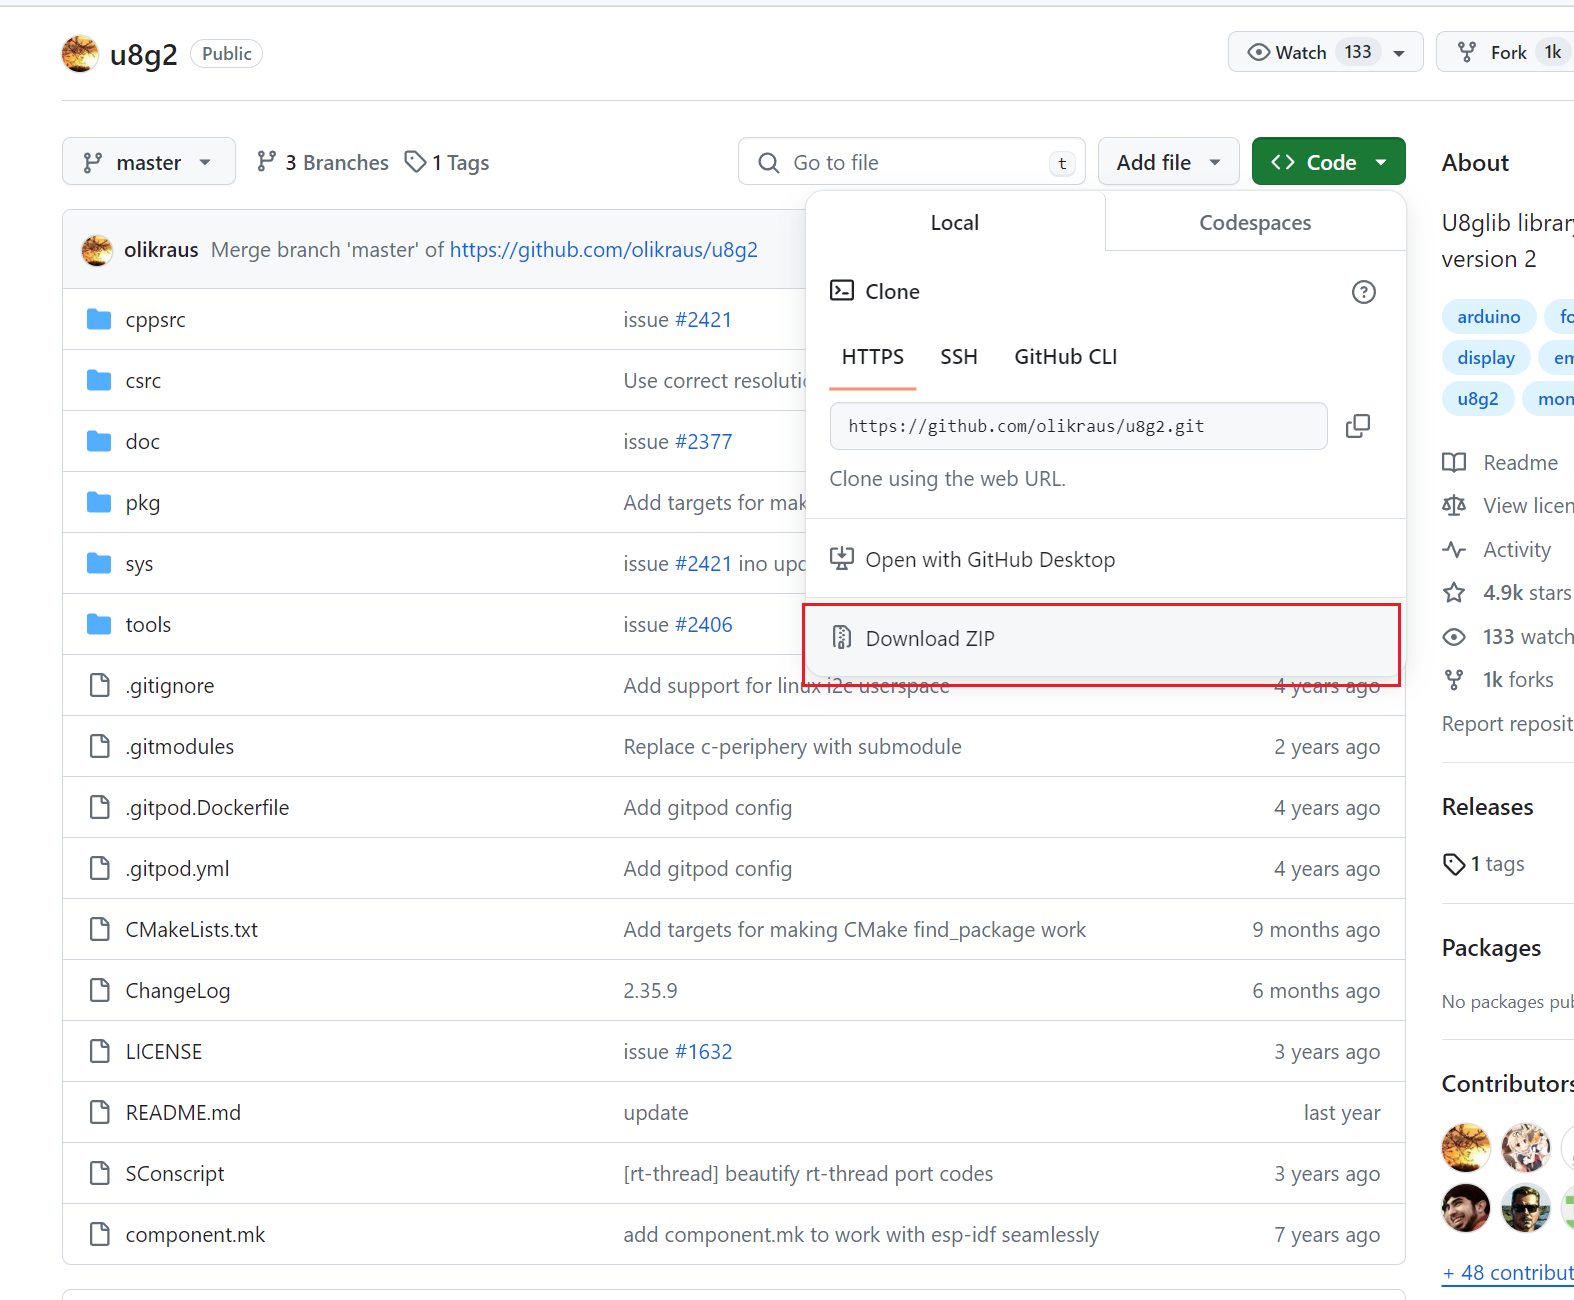 u8g2 Public
Watch 133
Fork 1k
master
3 Branches
1 Tags
Go to file t
Add file
Code
Local
Codespaces
Clone
HTTPS
SSH
GitHub CLI
https://github.com/olikraus/u8g2.git
Clone using the web URL.
Open with GitHub Desktop
Download ZIP
olikraus Merge branch 'master' of https://github.com/olikraus/u8g2
cppsrc issue #2421
csrc Use correct resolutio
doc issue #2377
pkg Add targets for mak
sys issue #2421 ino upd
tools issue #2406
.gitignore Add support for linux i2c userspace 4 years ago
.gitmodules Replace c-periphery with submodule 2 years ago
.gitpod.Dockerfile Add gitpod config 4 years ago
.gitpod.yml Add gitpod config 4 years ago
CMakeLists.txt Add targets for making CMake find_package work 9 months ago
ChangeLog 2.35.9 6 months ago
LICENSE issue #1632 3 years ago
README.md update last year
SConscript [rt-thread] beautify rt-thread port codes 3 years ago
component.mk add component.mk to work with esp-idf seamlessly 7 years ago
About
U8glib library
version 2
arduino fo
display em
u8g2 mon
Readme
View licen
Activity
4.9k stars
133 watch
1k forks
Report reposit
Releases
1 tags
Packages
No packages pub
Contributors
+ 48 contribut